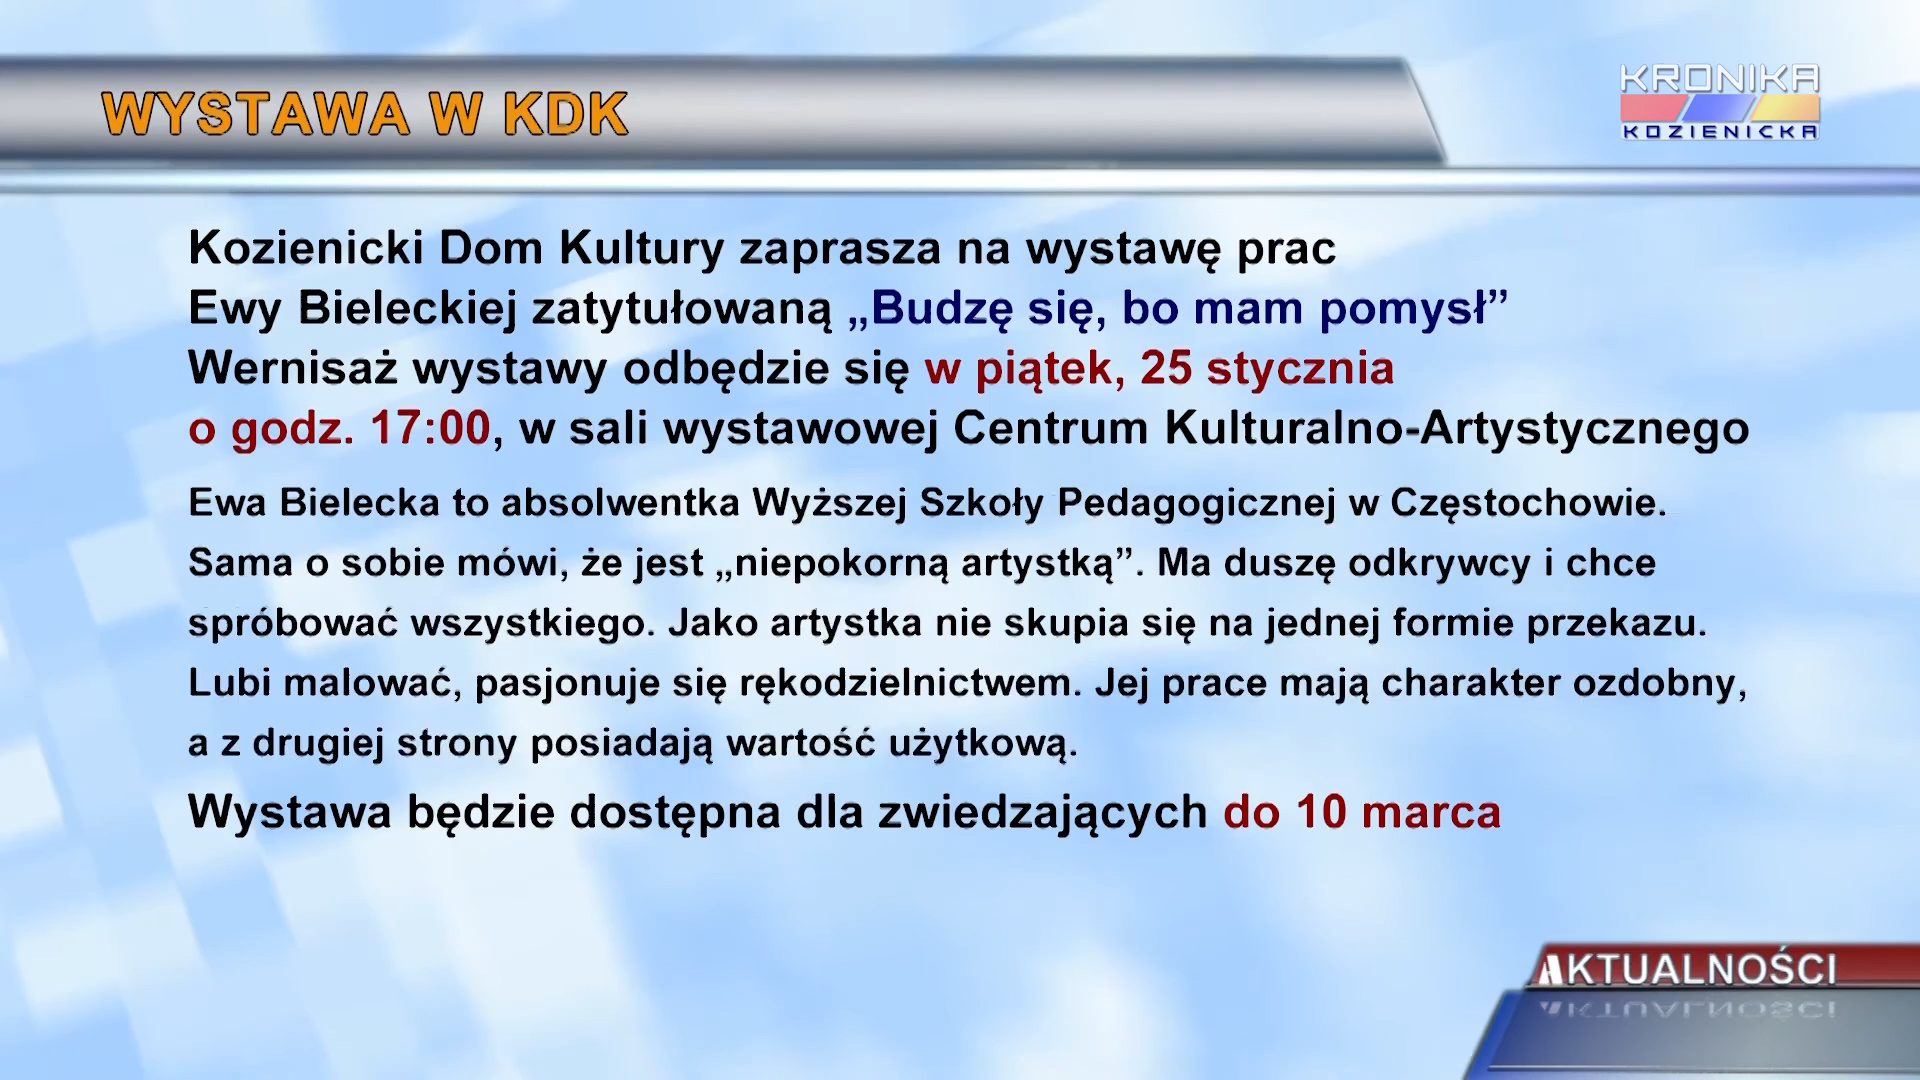 WYSTAWA W KDK
KRONIKA
KOZIENICKA
Kozienicki Dom Kultury zaprasza na wystawę prac
Ewy Bieleckiej zatytułowaną „Budzę się, bo mam pomysł”
Wernisaż wystawy odbędzie się w piątek, 25 stycznia
o godz. 17:00, w sali wystawowej Centrum Kulturalno-Artystycznego
Ewa Bielecka to absolwentka Wyższej Szkoły Pedagogicznej w Częstochowie.
Sama o sobie mówi, że jest „niepokorną artystką”. Ma duszę odkrywcy i chce
spróbować wszystkiego. Jako artystka nie skupia się na jednej formie przekazu.
Lubi malować, pasjonuje się rękodzielnictwem. Jej prace mają charakter ozdobny,
a z drugiej strony posiadają wartość użytkową.
Wystawa będzie dostępna dla zwiedzających do 10 marca
AKTUALNOŚCI